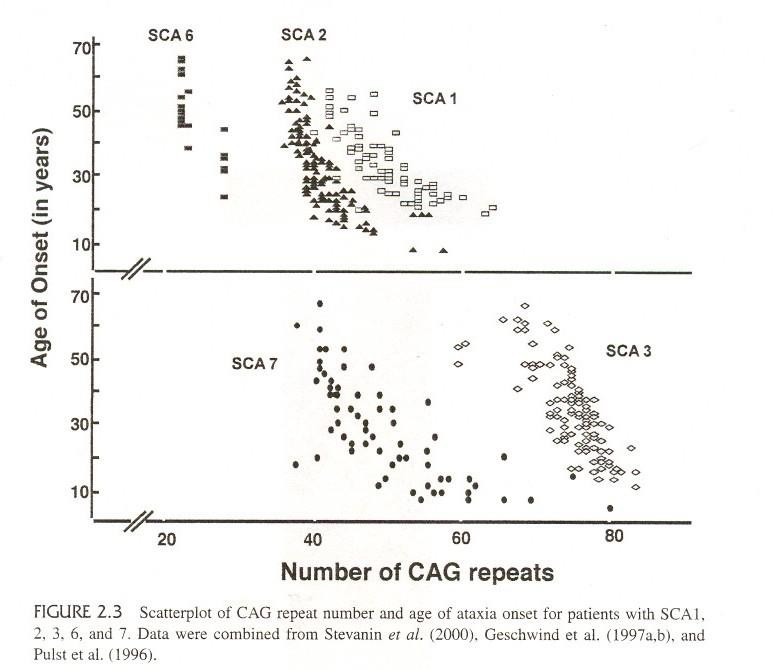 SCA 6
SCA 2
SCA 1
70
50
30
10
Age of Onset (in years)
70
50
30
10
SCA 7
SCA 3
20
40
60
80
Number of CAG repeats
FIGURE 2.3 Scatterplot of CAG repeat number and age of ataxia onset for patients with SCA1,
2, 3, 6, and 7. Data were combined from Stevanin et al. (2000), Geschwind et al. (1997a,b), and
Pulst et al. (1996).